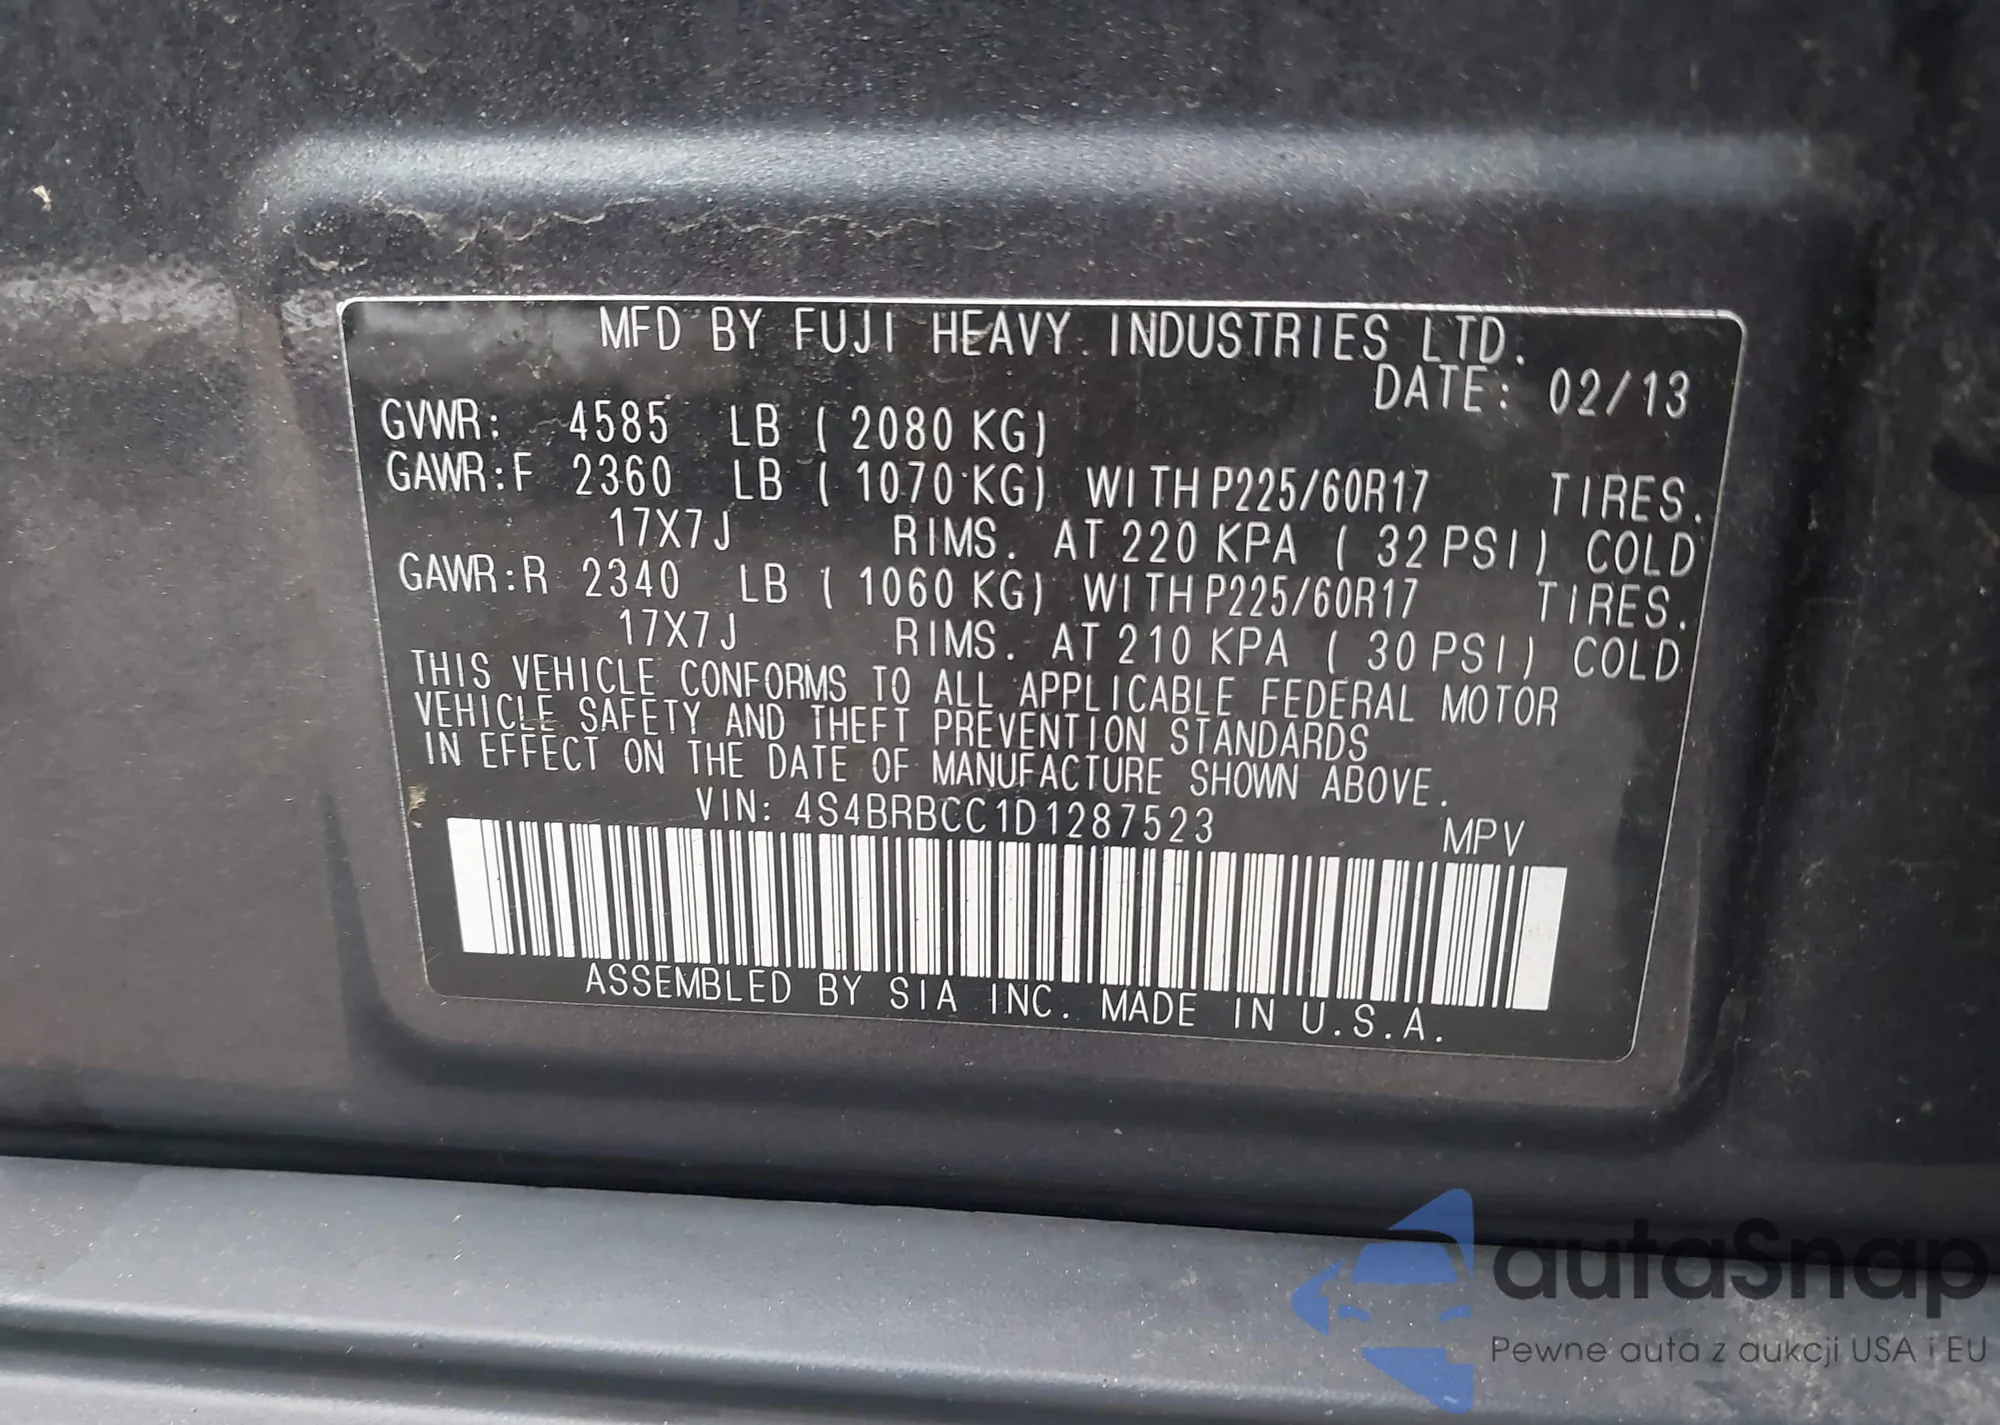 MFD BY FUJI HEAVY INDUSTRIES LTD.
DATE: 02/13
GVWR: 4585 LB (2080 KG)
GAWR:F 2360 LB (1070 KG) WITH P225/60R17 TIRES.
17X7J RIMS. AT 220 KPA (32 PSI) COLD
GAWR:R 2340 LB (1060 KG) WITH P225/60R17 TIRES.
17X7J RIMS. AT 210 KPA (30 PSI) COLD
THIS VEHICLE CONFORMS TO ALL APPLICABLE FEDERAL MOTOR
VEHICLE SAFETY AND THEFT PREVENTION STANDARDS
IN EFFECT ON THE DATE OF MANUFACTURE SHOWN ABOVE.
VIN: 4S4BRBCC1D1287523 MPV
ASSEMBLED BY SIA INC. MADE IN U.S.A.
autaSnap
Pewne auta z aukcji USA i EU